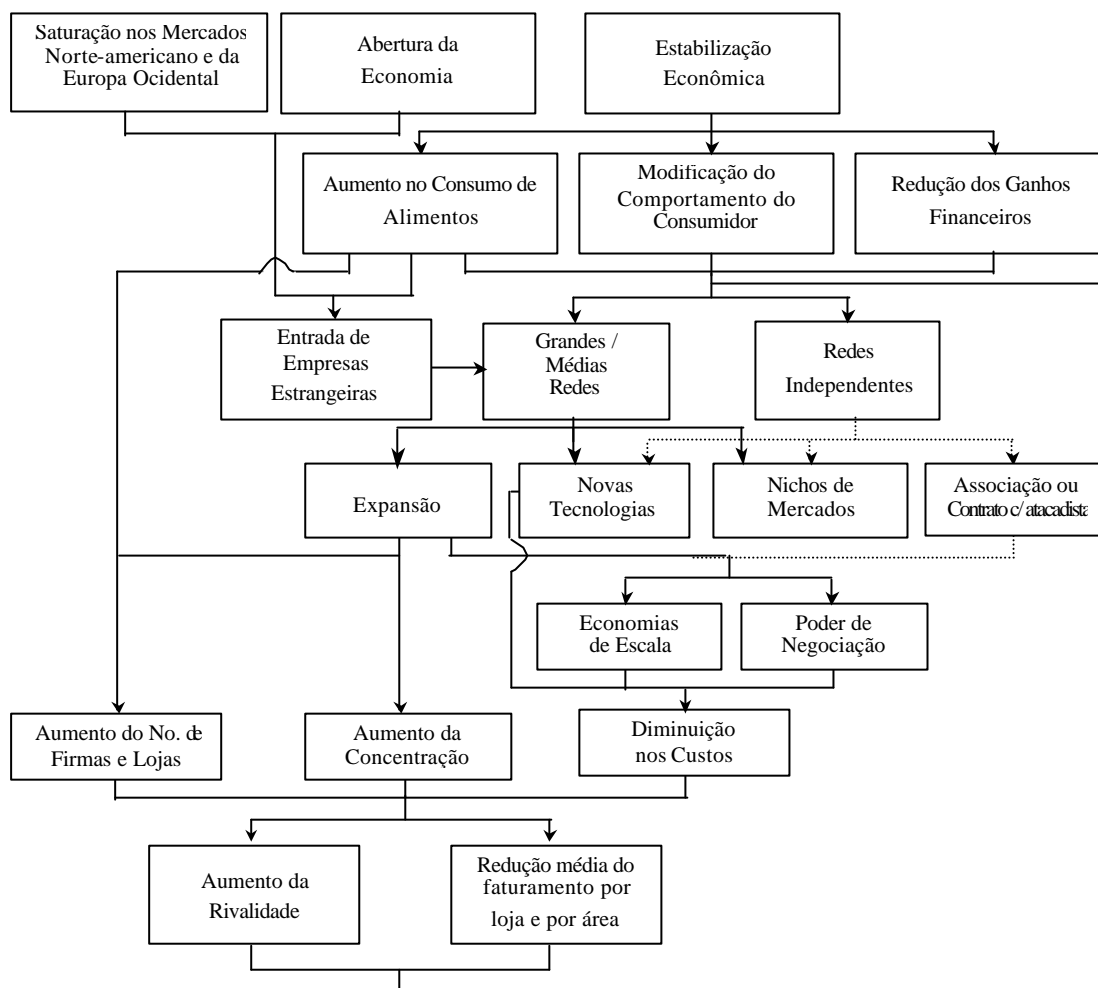 Saturação nos Mercados
Norte-americano e da
Europa Ocidental
Abertura da
Economia
Estabilização
Econômica
Aumento no Consumo de
Alimentos
Modificação do
Comportamento do
Consumidor
Redução dos Ganhos
Financeiros
Entrada de
Empresas
Estrangeiras
Grandes /
Médias
Redes
Redes
Independentes
Expansão
Novas
Tecnologias
Nichos de
Mercados
Associação ou
Contrato c/ atacadista
Economias
de Escala
Poder de
Negociação
Aumento do No. de
Firmas e Lojas
Aumento da
Concentração
Diminuição
nos Custos
Aumento da
Rivalidade
Redução média do
faturamento por
loja e por área